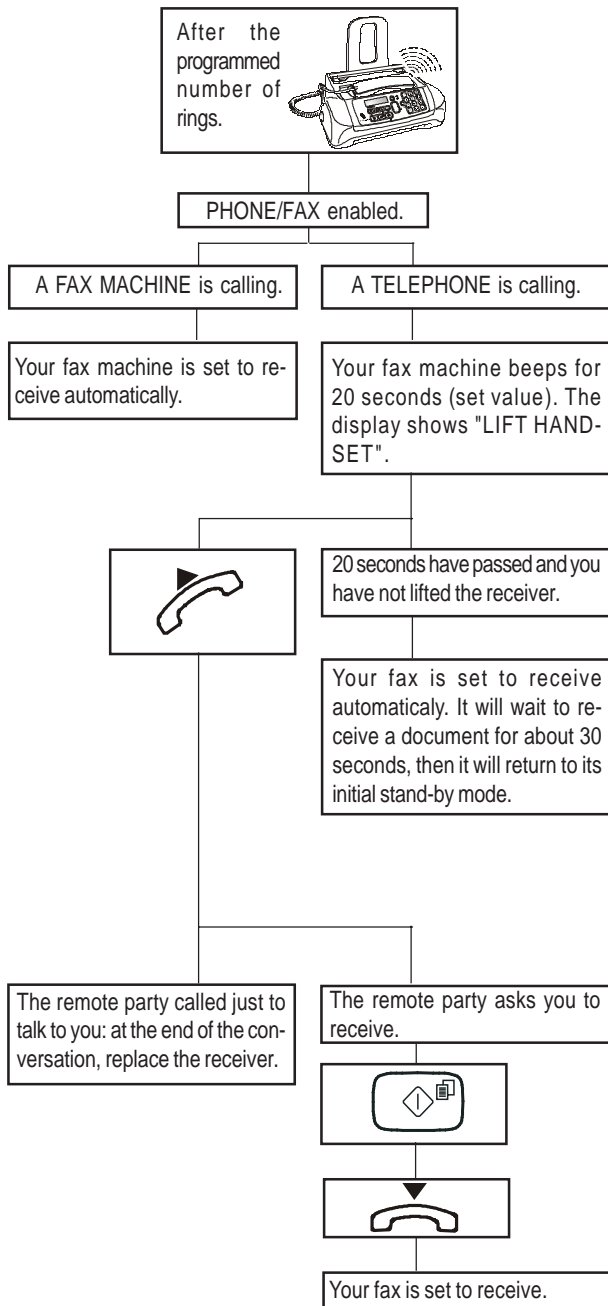 After the
programmed
number of
rings.
PHONE/FAX enabled.
A FAX MACHINE is calling.
A TELEPHONE is calling.
Your fax machine is set to re-
ceive automatically.
Your fax machine beeps for
20 seconds (set value). The
display shows "LIFT HAND-
SET".
20 seconds have passed and you
have not lifted the receiver.
Your fax is set to receive
automaticaly. It will wait to re-
ceive a document for about 30
seconds, then it will return to its
initial stand-by mode.
The remote party called just to
talk to you: at the end of the con-
versation, replace the receiver.
The remote party asks you to
receive.
Your fax is set to receive.